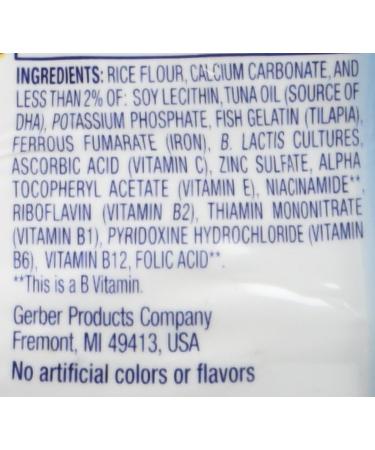 INGREDIENTS: RICE FLOUR, CALCIUM CARBONATE, AND
LESS THAN 2% OF: SOY LECITHIN, TUNA OIL (SOURCE OF
DHA), POTASSIUM PHOSPHATE, FISH GELATIN (TILAPIA),
FERROUS FUMARATE (IRON), B. LACTIS CULTURES,
ASCORBIC ACID (VITAMIN C), ZINC SULFATE, ALPHA
TOCOPHERYL ACETATE (VITAMIN E), NIACINAMIDE**,
RIBOFLAVIN (VITAMIN B2), THIAMIN MONONITRATE
(VITAMIN B1), PYRIDOXINE HYDROCHLORIDE (VITAMIN
B6), VITAMIN B12, FOLIC ACID**.
**This is a B Vitamin.
Gerber Products Company
Fremont, MI 49413, USA
No artificial colors or flavors